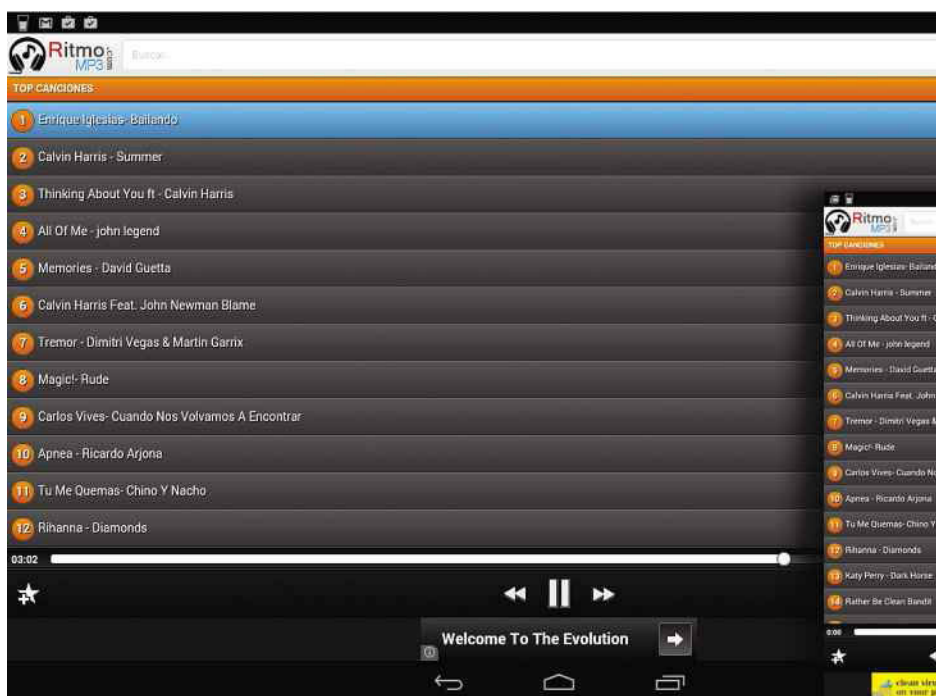 Ritmo
MP3
.com
Buscar...
TOP CANCIONES
1 Enrique Iglesias- Bailando
2 Calvin Harris - Summer
3 Thinking About You ft - Calvin Harris
4 All Of Me - john legend
5 Memories - David Guetta
6 Calvin Harris Feat. John Newman Blame
7 Tremor - Dimitri Vegas & Martin Garrix
8 Magic!- Rude
9 Carlos Vives- Cuando Nos Volvamos A Encontrar
10 Apnea - Ricardo Arjona
11 Tu Me Quemas- Chino Y Nacho
12 Rihanna - Diamonds
03:02
Welcome To The Evolution
Ritmo
MP3
TOP CANCIONES
1 Enrique Iglesias- Bailand
2 Calvin Harris - Summer
3 Thinking About You ft - C
4 All Of Me - john legend
5 Memories - David Guetta
6 Calvin Harris Feat. John
7 Tremor - Dimitri Vegas &
8 Magic!- Rude
9 Carlos Vives- Cuando No
10 Apnea - Ricardo Arjona
11 Tu Me Quemas- Chino Y
12 Rihanna - Diamonds
13 Katy Perry - Dark Horse
14 Rather Be Clean Bandit
0:00
clean
on your